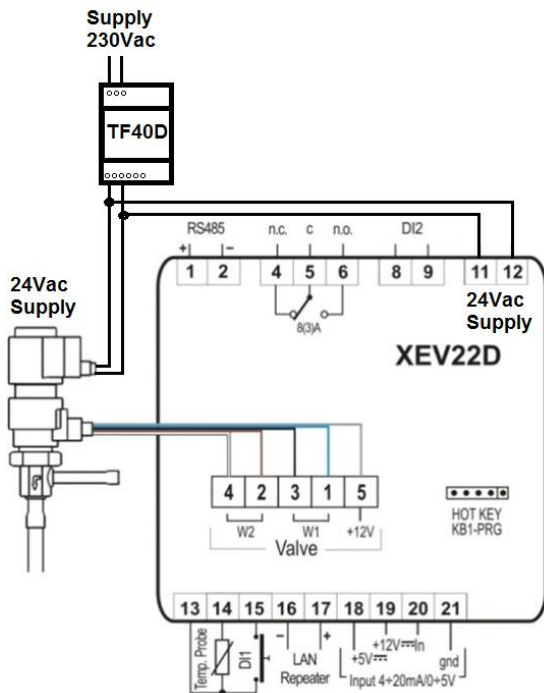 Supply
230Vac
TF40D
RS485
n.c. c n.o.
DI2
+ −
1 2 4 5 6 8 9 11 12
8(3)A
24Vac
Supply
24Vac
Supply
XEV22D
4 2 3 1 5
W2 W1 +12V
Valve
HOT KEY
KB1-PRG
13 14 15 16 17 18 19 20 21
Temp. Probe
DI1
− +
LAN
Repeater
+5V⎓
+12V⎓In
gnd
Input 4÷20mA/0÷5V